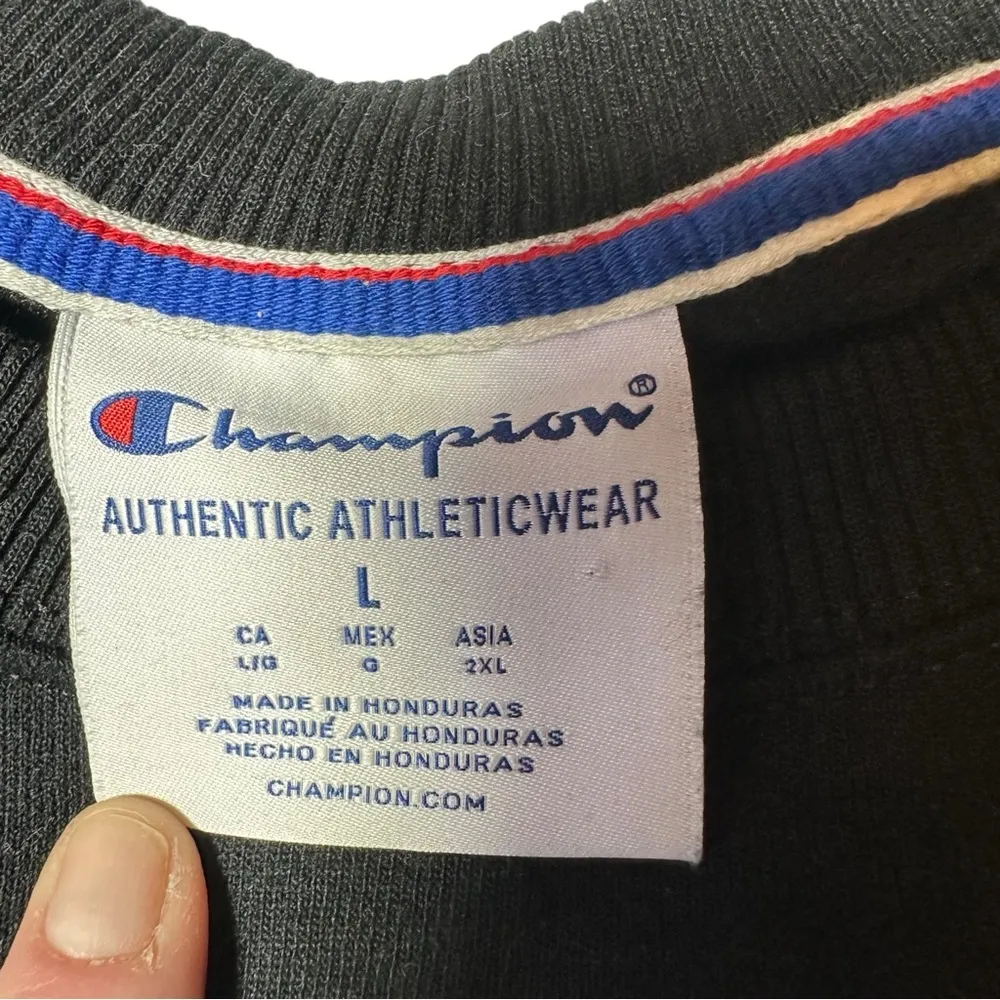 Champion®
AUTHENTIC ATHLETICWEAR
L
CA MEX ASIA
L/G G 2XL
MADE IN HONDURAS
FABRIQUÉ AU HONDURAS
HECHO EN HONDURAS
CHAMPION.COM